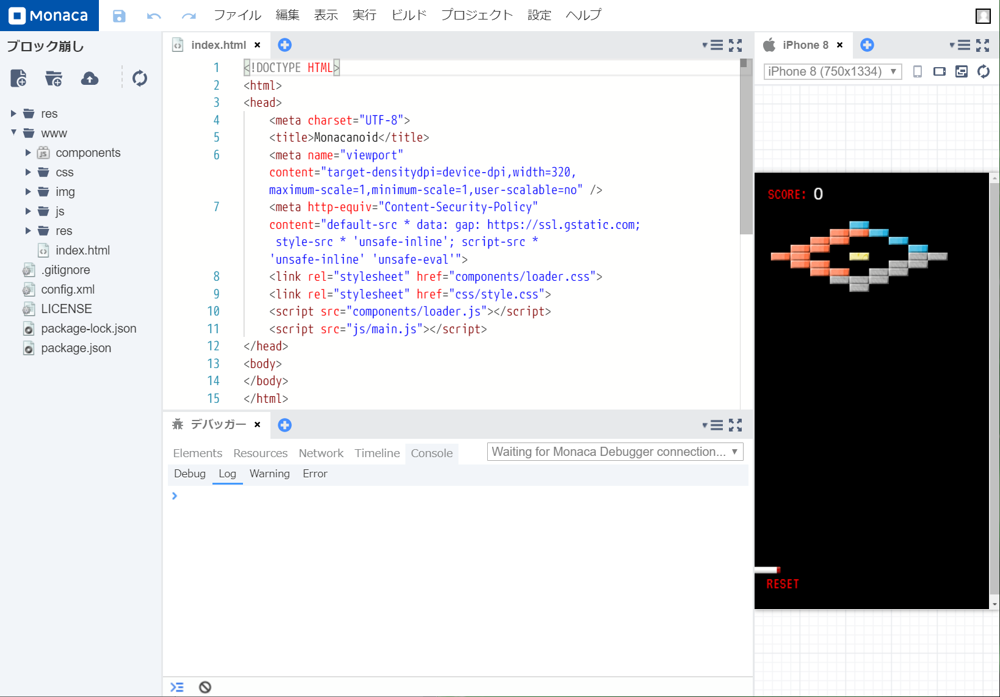 Monaca
ファイル 編集 表示 実行 ビルド プロジェクト 設定 ヘルプ
ブロック崩し
res
www
components
css
img
js
res
index.html
.gitignore
config.xml
LICENSE
package-lock.json
package.json
index.html
1 <!DOCTYPE HTML>
2 <html>
3 <head>
4 <meta charset="UTF-8">
5 <title>Monacanoid</title>
6 <meta name="viewport"
content="target-densitydpi=device-dpi,width=320,
maximum-scale=1,minimum-scale=1,user-scalable=no" />
7 <meta http-equiv="Content-Security-Policy"
content="default-src * data: gap: https://ssl.gstatic.com;
style-src * 'unsafe-inline'; script-src *
'unsafe-inline' 'unsafe-eval'">
8 <link rel="stylesheet" href="components/loader.css">
9 <link rel="stylesheet" href="css/style.css">
10 <script src="components/loader.js"></script>
11 <script src="js/main.js"></script>
12 </head>
13 <body>
14 </body>
15 </html>
デバッガー
Elements Resources Network Timeline Console
Waiting for Monaca Debugger connection...
Debug Log Warning Error
iPhone 8
iPhone 8 (750x1334)
SCORE: 0
RESET